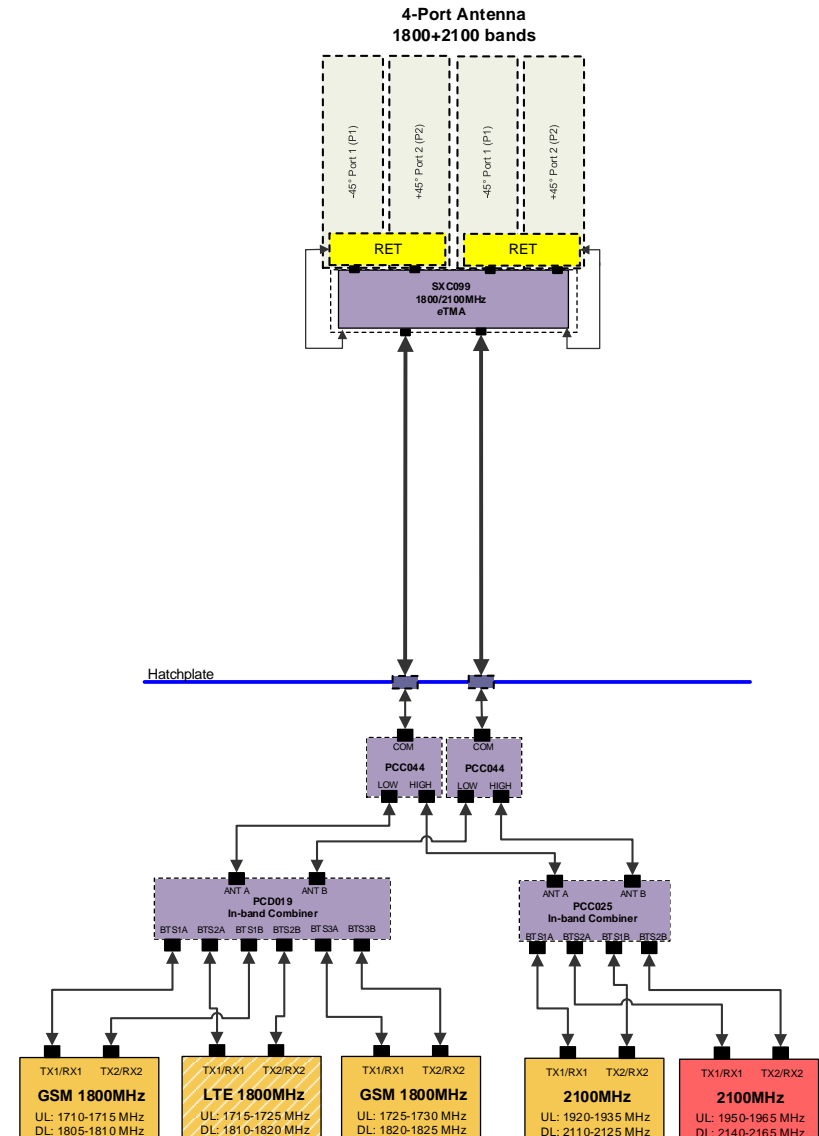 4-Port Antenna
1800+2100 bands
-45° Port 1 (P1)
+45° Port 2 (P2)
-45° Port 1 (P1)
+45° Port 2 (P2)
RET
RET
SXC099
1800/2100MHz
eTMA
Hatchplate
COM
COM
PCC044
PCC044
LOW HIGH
LOW HIGH
ANT A
ANT B
PCD019
In-band Combiner
BTS1A BTS2A BTS1B BTS2B BTS3A BTS3B
ANT A
ANT B
PCC025
In-band Combiner
BTS1A BTS2A BTS1B BTS2B
TX1/RX1 TX2/RX2
GSM 1800MHz
UL: 1710-1715 MHz
DL: 1805-1810 MHz
TX1/RX1 TX2/RX2
LTE 1800MHz
UL: 1715-1725 MHz
DL: 1810-1820 MHz
TX1/RX1 TX2/RX2
GSM 1800MHz
UL: 1725-1730 MHz
DL: 1820-1825 MHz
TX1/RX1 TX2/RX2
2100MHz
UL: 1920-1935 MHz
DL: 2110-2125 MHz
TX1/RX1 TX2/RX2
2100MHz
UL: 1950-1965 MHz
DL: 2140-2165 MHz